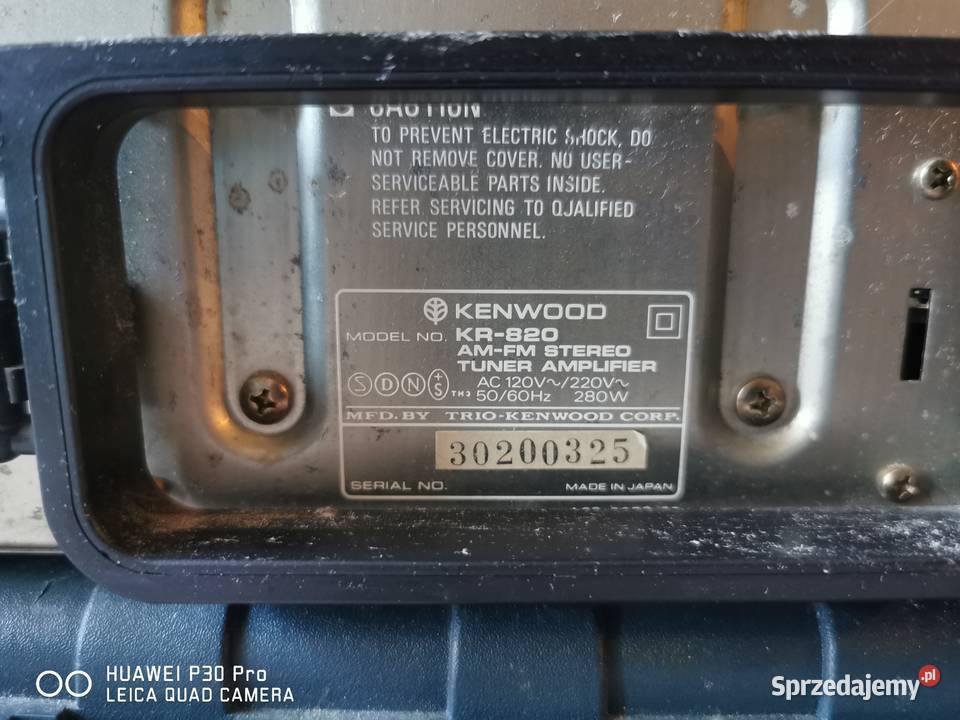 CAUTION
TO PREVENT ELECTRIC SHOCK, DO
NOT REMOVE COVER. NO USER-
SERVICEABLE PARTS INSIDE.
REFER SERVICING TO QUALIFIED
SERVICE PERSONNEL.
KENWOOD
MODEL NO. KR-820
AM-FM STEREO
TUNER AMPLIFIER
S D N +S TH3 AC 120V~/220V~
50/60Hz 280W
MFD. BY TRIO-KENWOOD CORP.
30200325
SERIAL NO. MADE IN JAPAN
HUAWEI P30 Pro
LEICA QUAD CAMERA
Sprzedajemy.pl